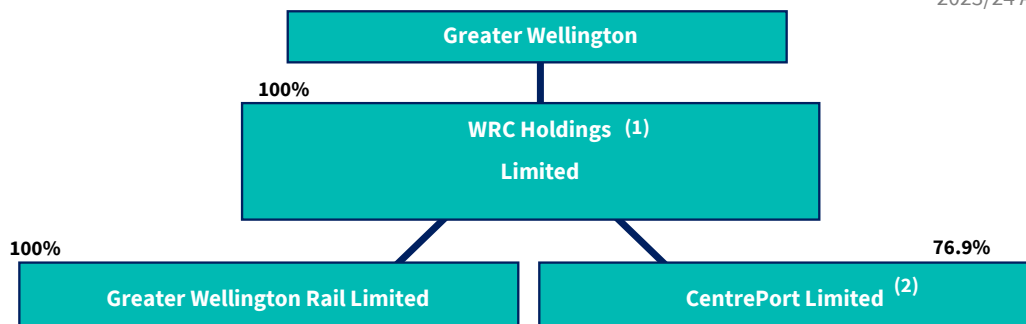 Greater Wellington
100%
WRC Holdings (1)
Limited
100%
76.9%
Greater Wellington Rail Limited
CentrePort Limited (2)